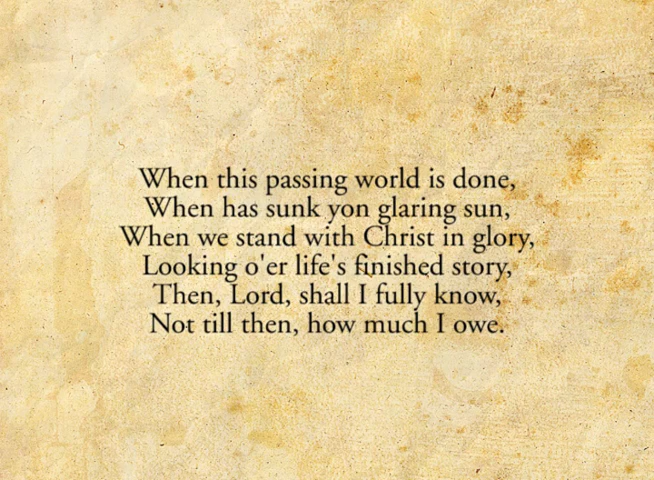 When this passing world is done,
When has sunk yon glaring sun,
When we stand with Christ in glory,
Looking o'er life's finished story,
Then, Lord, shall I fully know,
Not till then, how much I owe.